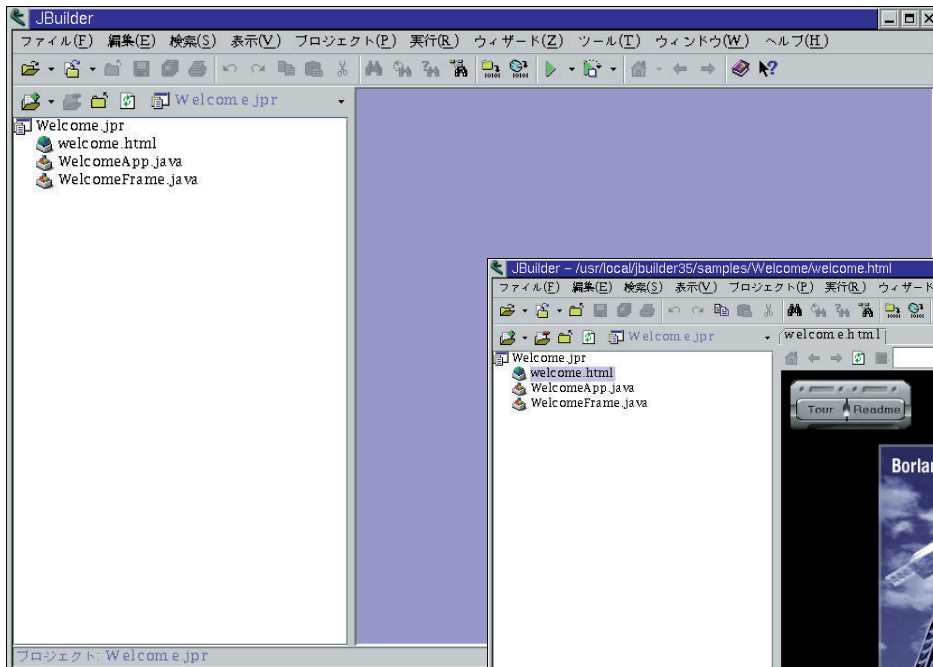 JBuilder
ファイル(F) 編集(E) 検索(S) 表示(V) プロジェクト(P) 実行(R) ウィザード(Z) ツール(T) ウィンドウ(W) ヘルプ(H)
Welcome.jpr
Welcome.jpr
welcome.html
WelcomeApp.java
WelcomeFrame.java
プロジェクト: Welcome.jpr
JBuilder – /usr/local/jbuilder35/samples/Welcome/welcome.html
ファイル(F) 編集(E) 検索(S) 表示(V) プロジェクト(P) 実行(R) ウィザード
Welcome.jpr
welcome.html
Welcome.jpr
welcome.html
WelcomeApp.java
WelcomeFrame.java
Tour Readme
Borlan